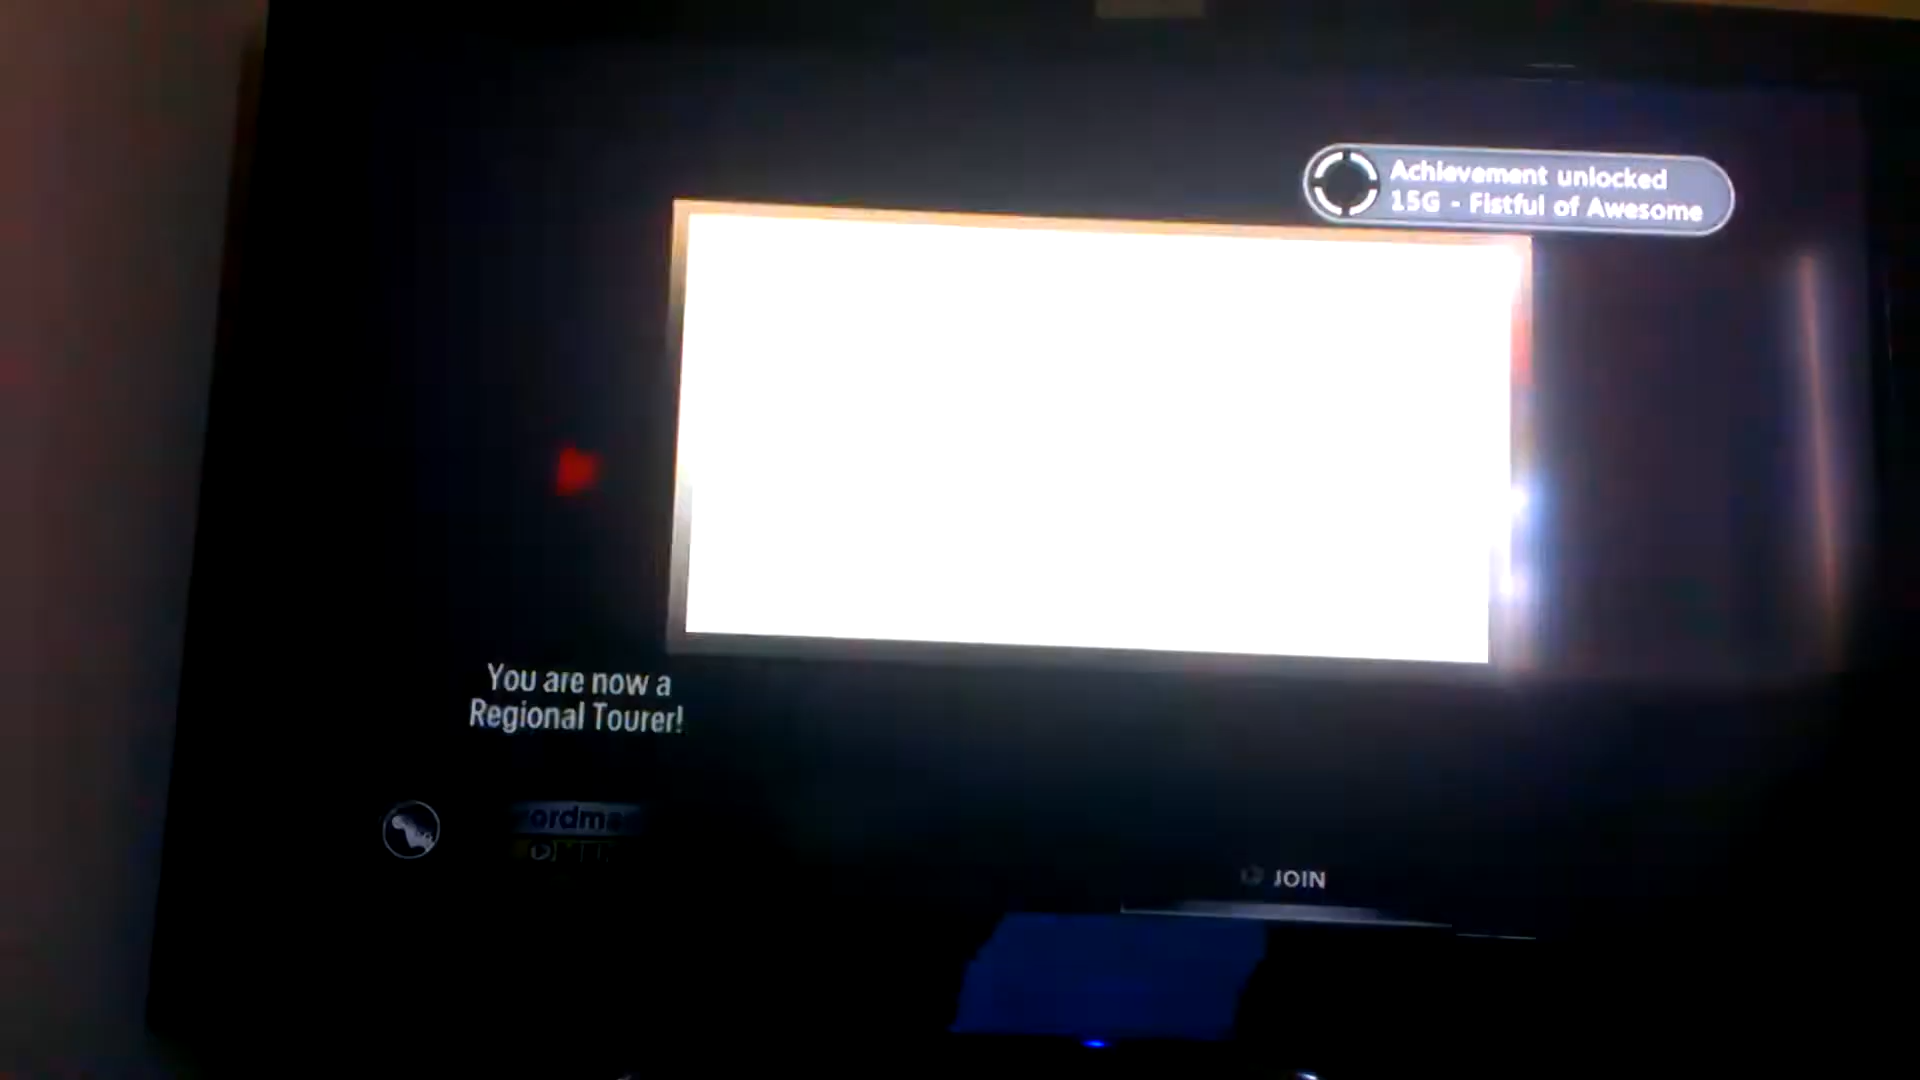 Achievement unlocked
15G - Fistful of Awesome
You are now a
Regional Tourer!
JOIN